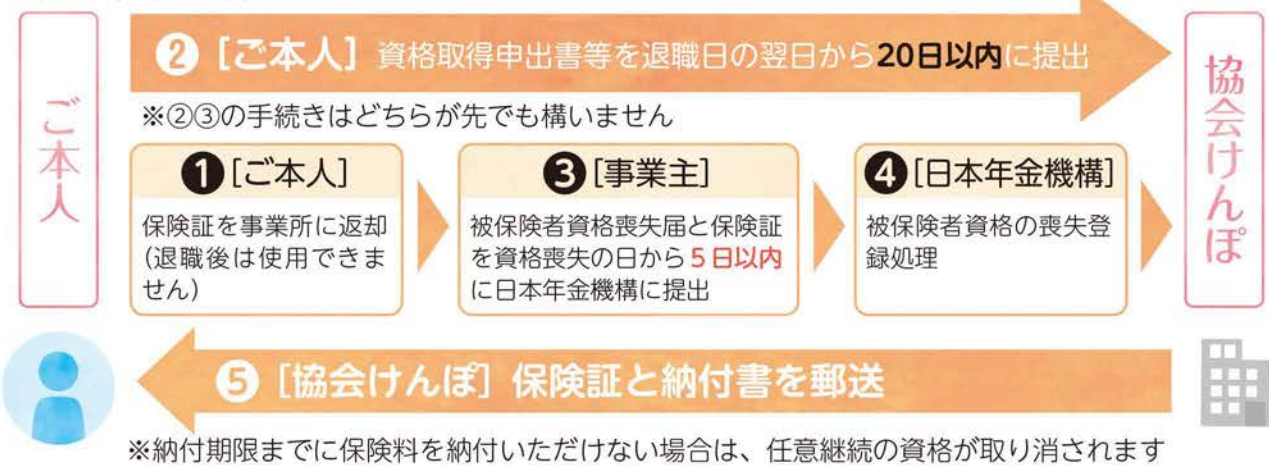 ご本人
❷［ご本人］資格取得申出書等を退職日の翌日から20日以内に提出
協会けんぽ
※②③の手続きはどちらが先でも構いません
❶［ご本人］
保険証を事業所に返却
（退職後は使用できま
せん）
❸［事業主］
被保険者資格喪失届と保険証
を資格喪失の日から5日以内
に日本年金機構に提出
❹［日本年金機構］
被保険者資格の喪失登
録処理
❺［協会けんぽ］保険証と納付書を郵送
※納付期限までに保険料を納付いただけない場合は、任意継続の資格が取り消されます